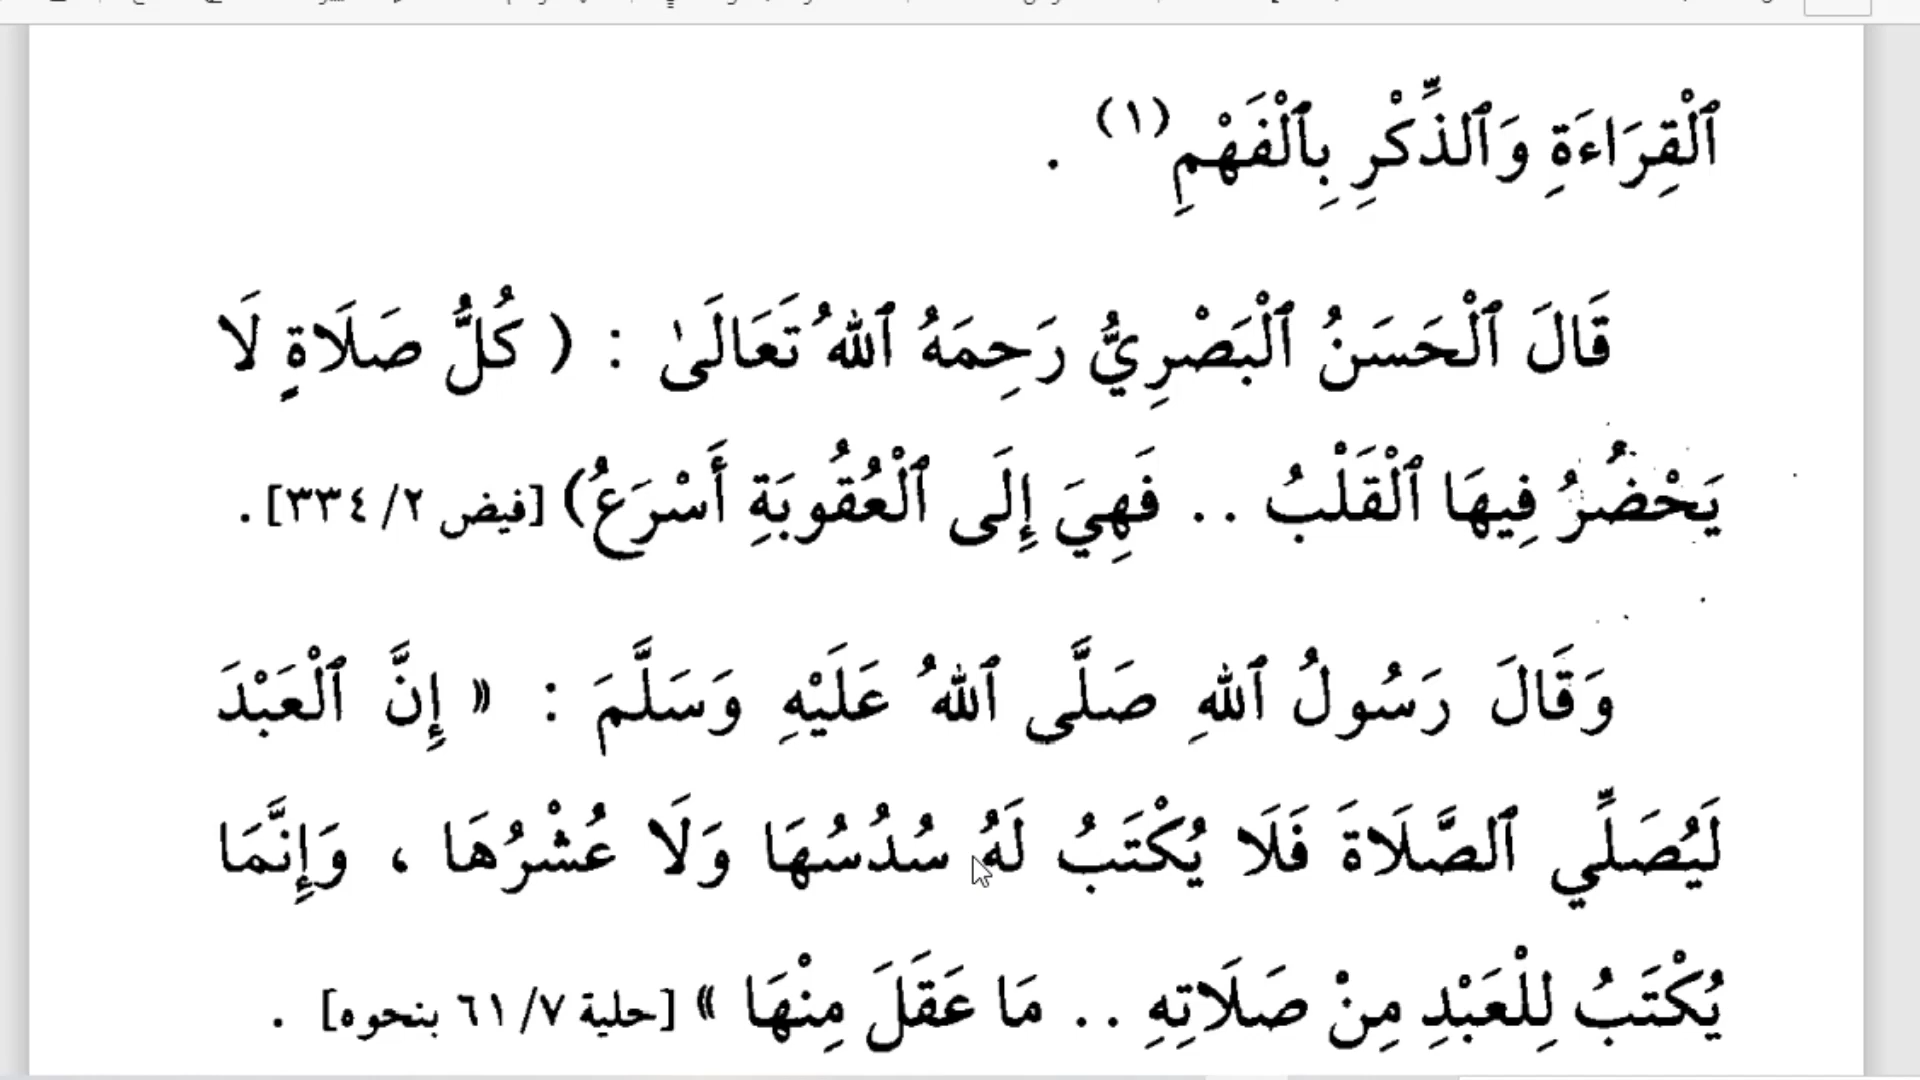 ٱلْقِرَاءَةِ وَٱلذِّكْرِ بِٱلْفَهْمِ(١) .
قَالَ ٱلْحَسَنُ ٱلْبَصْرِيُّ رَحِمَهُ ٱللهُ تَعَالَىٰ : ( كُلُّ صَلَاةٍ لَا
يَحْضُرُ فِيهَا ٱلْقَلْبُ . . فَهِيَ إِلَى ٱلْعُقُوبَةِ أَسْرَعُ) [فيض ٢/ ٣٣٤] .
وَقَالَ رَسُولُ ٱللهِ صَلَّى ٱللهُ عَلَيْهِ وَسَلَّمَ : « إِنَّ ٱلْعَبْدَ
لَيُصَلِّي ٱلصَّلَاةَ فَلَا يُكْتَبُ لَهُ سُدُسُهَا وَلَا عُشْرُهَا ، وَإِنَّمَا
يُكْتَبُ لِلْعَبْدِ مِنْ صَلَاتِهِ . . مَا عَقَلَ مِنْهَا » [حلية ٧/ ٦١ بنحوه] .